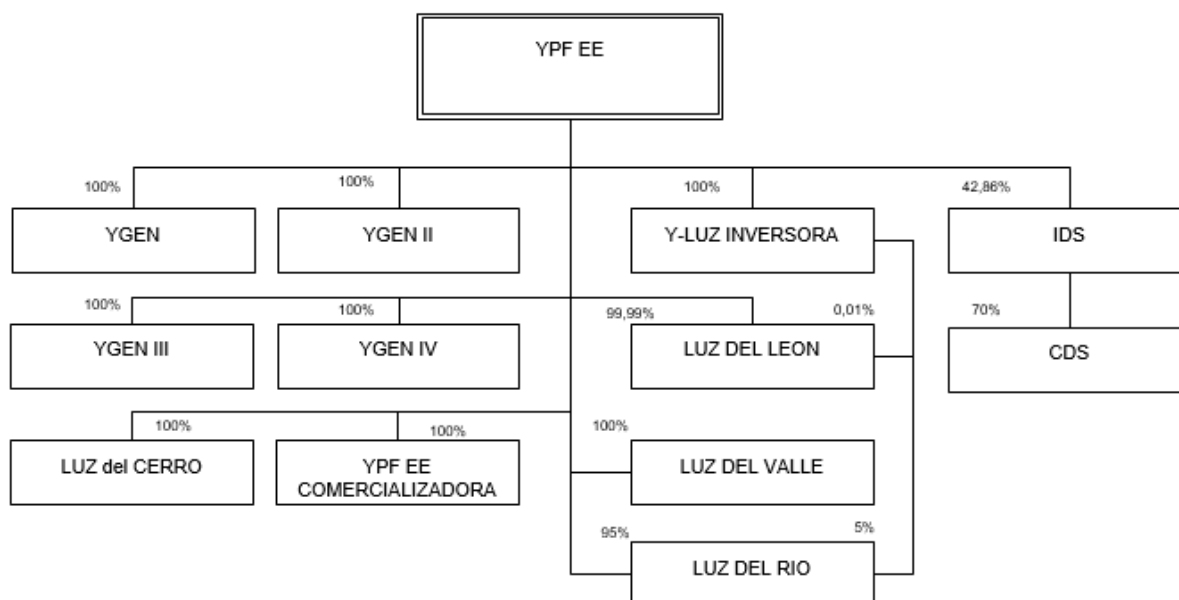 YPF EE
100%
100%
100%
42,86%
YGEN
YGEN II
Y-LUZ INVERSORA
IDS
100%
100%
99,99%
0,01%
70%
YGEN III
YGEN IV
LUZ DEL LEON
CDS
100%
100%
100%
LUZ del CERRO
YPF EE
COMERCIALIZADORA
LUZ DEL VALLE
95%
5%
LUZ DEL RIO